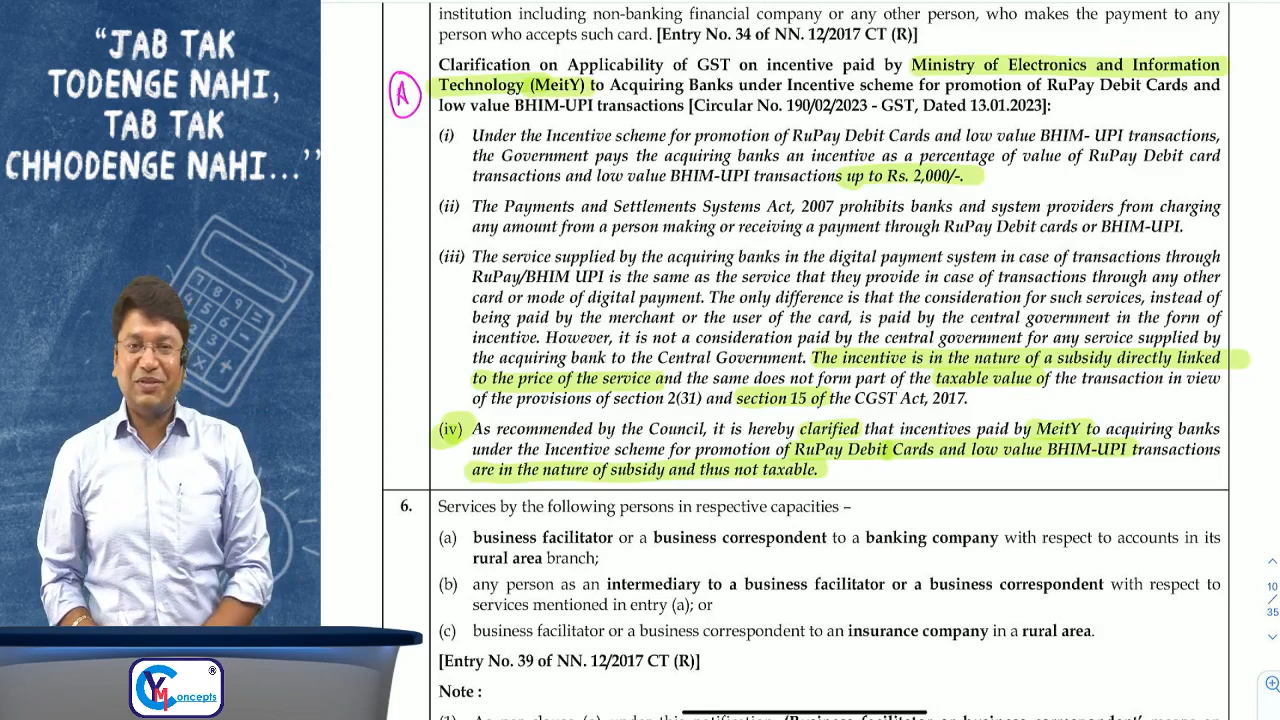 “JAB TAK
TODENGE NAHI,
TAB TAK
CHHODENGE NAHI...’’
institution including non-banking financial company or any other person, who makes the payment to any
person who accepts such card. [Entry No. 34 of NN. 12/2017 CT (R)]
A
Clarification on Applicability of GST on incentive paid by Ministry of Electronics and Information
Technology (MeitY) to Acquiring Banks under Incentive scheme for promotion of RuPay Debit Cards and
low value BHIM-UPI transactions [Circular No. 190/02/2023 - GST, Dated 13.01.2023]:
(i) Under the Incentive scheme for promotion of RuPay Debit Cards and low value BHIM- UPI transactions,
the Government pays the acquiring banks an incentive as a percentage of value of RuPay Debit card
transactions and low value BHIM-UPI transactions up to Rs. 2,000/-.
(ii) The Payments and Settlements Systems Act, 2007 prohibits banks and system providers from charging
any amount from a person making or receiving a payment through RuPay Debit cards or BHIM-UPI.
(iii) The service supplied by the acquiring banks in the digital payment system in case of transactions through
RuPay/BHIM UPI is the same as the service that they provide in case of transactions through any other
card or mode of digital payment. The only difference is that the consideration for such services, instead of
being paid by the merchant or the user of the card, is paid by the central government in the form of
incentive. However, it is not a consideration paid by the central government for any service supplied by
the acquiring bank to the Central Government. The incentive is in the nature of a subsidy directly linked
to the price of the service and the same does not form part of the taxable value of the transaction in view
of the provisions of section 2(31) and section 15 of the CGST Act, 2017.
(iv) As recommended by the Council, it is hereby clarified that incentives paid by MeitY to acquiring banks
under the Incentive scheme for promotion of RuPay Debit Cards and low value BHIM-UPI transactions
are in the nature of subsidy and thus not taxable.
6. Services by the following persons in respective capacities –
(a) business facilitator or a business correspondent to a banking company with respect to accounts in its
rural area branch;
(b) any person as an intermediary to a business facilitator or a business correspondent with respect to
services mentioned in entry (a); or
(c) business facilitator or a business correspondent to an insurance company in a rural area.
[Entry No. 39 of NN. 12/2017 CT (R)]
Note :
10
/
35
CYM oncepts ®